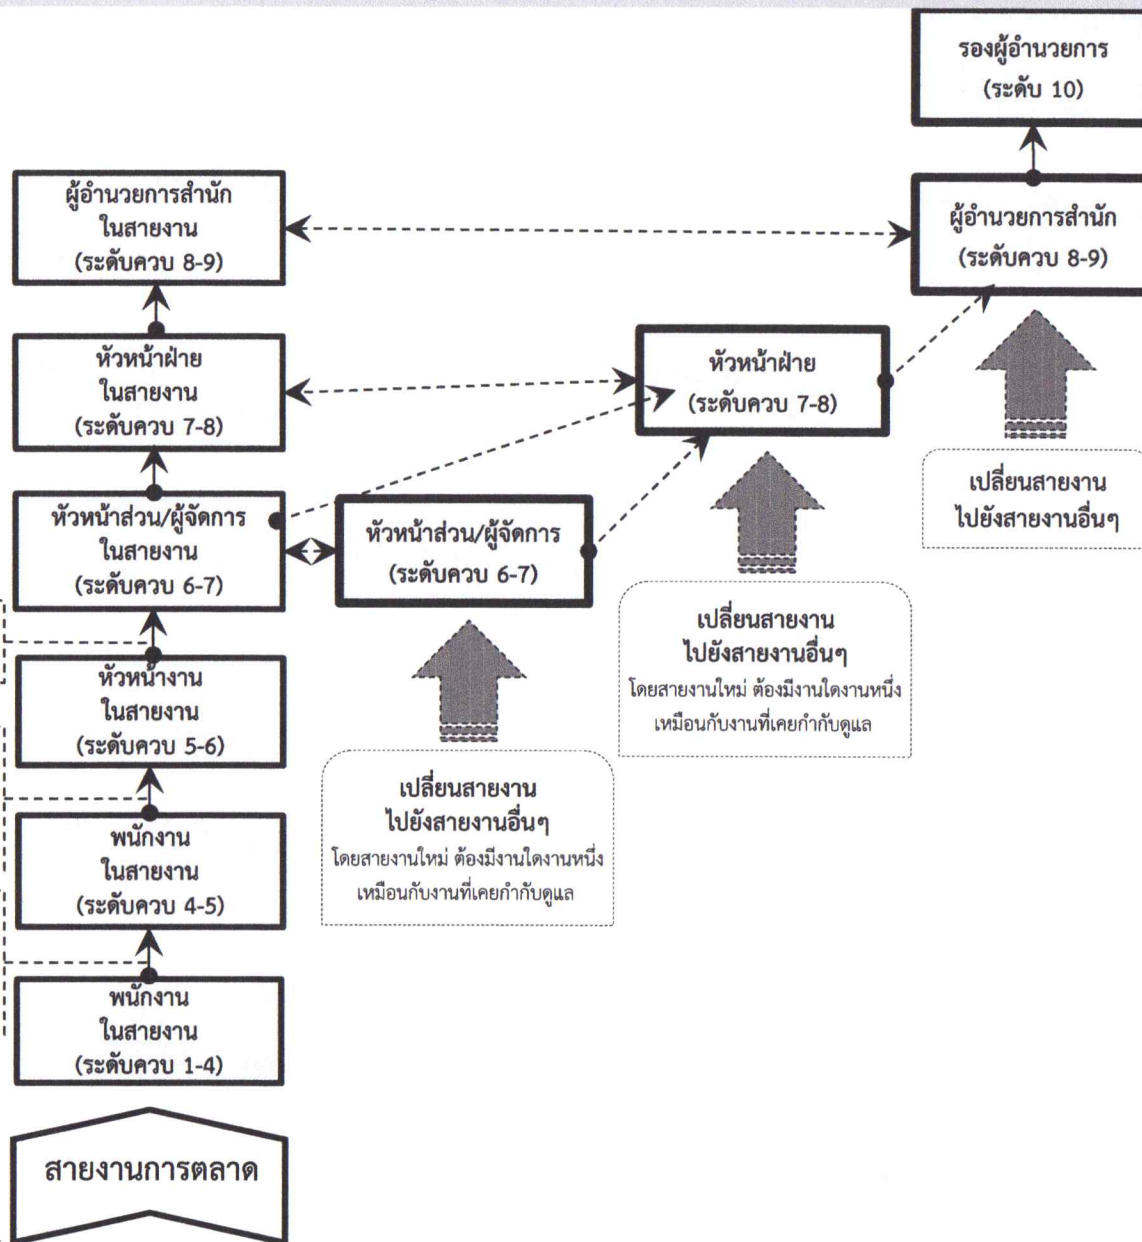 รองผู้อำนวยการ
(ระดับ 10)
ผู้อำนวยการสำนัก
ในสายงาน
(ระดับควบ 8-9)
ผู้อำนวยการสำนัก
(ระดับควบ 8-9)
หัวหน้าฝ่าย
ในสายงาน
(ระดับควบ 7-8)
หัวหน้าฝ่าย
(ระดับควบ 7-8)
เปลี่ยนสายงาน
ไปยังสายงานอื่นๆ
หัวหน้าส่วน/ผู้จัดการ
ในสายงาน
(ระดับควบ 6-7)
หัวหน้าส่วน/ผู้จัดการ
(ระดับควบ 6-7)
เปลี่ยนสายงาน
ไปยังสายงานอื่นๆ
โดยสายงานใหม่ ต้องมีงานใดงานหนึ่ง
เหมือนกับงานที่เคยกำกับดูแล
หัวหน้างาน
ในสายงาน
(ระดับควบ 5-6)
เปลี่ยนสายงาน
ไปยังสายงานอื่นๆ
โดยสายงานใหม่ ต้องมีงานใดงานหนึ่ง
เหมือนกับงานที่เคยกำกับดูแล
พนักงาน
ในสายงาน
(ระดับควบ 4-5)
พนักงาน
ในสายงาน
(ระดับควบ 1-4)
สายงานการตลาด